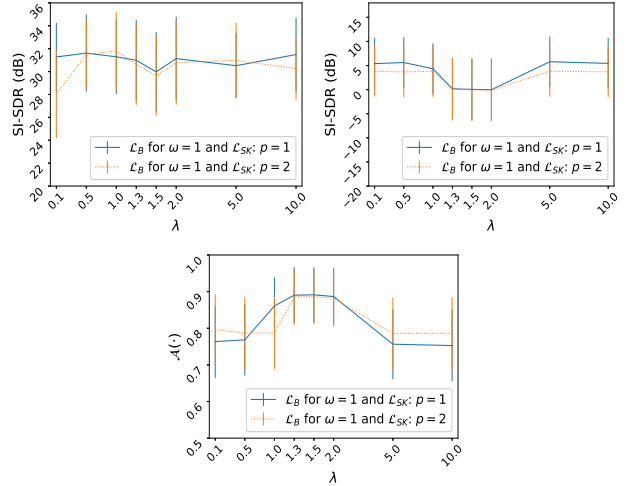 36
34
32
30
28
26
24
22
20
SI-SDR (dB)
ℒ_B for ω = 1 and ℒ_SK: p = 1
ℒ_B for ω = 1 and ℒ_SK: p = 2
0.1 0.5 1.0 1.3 1.5 2.0 5.0 10.0
λ
15
10
5
0
−5
−10
−15
−20
SI-SDR (dB)
ℒ_B for ω = 1 and ℒ_SK: p = 1
ℒ_B for ω = 1 and ℒ_SK: p = 2
0.1 0.5 1.0 1.3 1.5 2.0 5.0 10.0
λ
1.0
0.9
0.8
0.7
0.6
0.5
𝒜(·)
ℒ_B for ω = 1 and ℒ_SK: p = 1
ℒ_B for ω = 1 and ℒ_SK: p = 2
0.1 0.5 1.0 1.3 1.5 2.0 5.0 10.0
λ